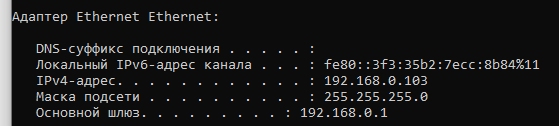 Адаптер Ethernet Ethernet:
DNS-суффикс подключения . . . . . :
Локальный IPv6-адрес канала . . . : fe80::3f3:35b2:7ecc:8b84%11
IPv4-адрес. . . . . . . . . . . . : 192.168.0.103
Маска подсети . . . . . . . . . . : 255.255.255.0
Основной шлюз. . . . . . . . . : 192.168.0.1